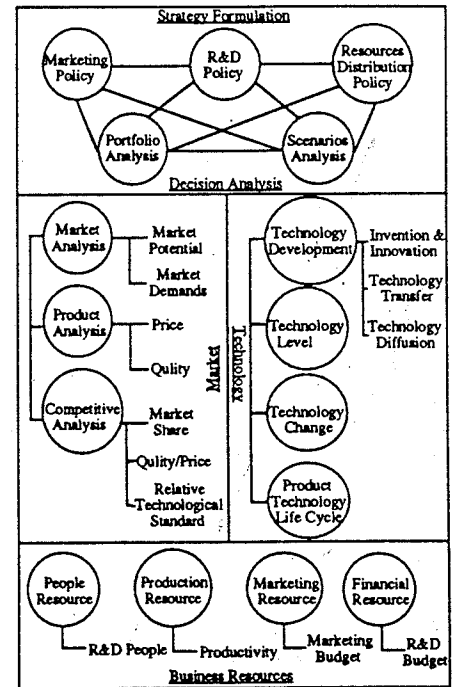 Strategy Formulation
Marketing
Policy
R&D
Policy
Resources
Distribution
Policy
Portfolio
Analysis
Scenarios
Analysis
Decision Analysis
Market
Analysis
Market
Potential
Market
Demands
Product
Analysis
Price
Qulity
Competitive
Analysis
Market
Share
Qulity/Price
Relative
Technological
Standard
Market
Technology
Technology
Development
Invention &
Innovation
Technology
Transfer
Technology
Diffusion
Technology
Level
Technology
Change
Product
Technology
Life Cycle
People
Resource
R&D People
Production
Resource
Productivity
Marketing
Resource
Marketing
Budget
Financial
Resource
R&D
Budget
Business Resources